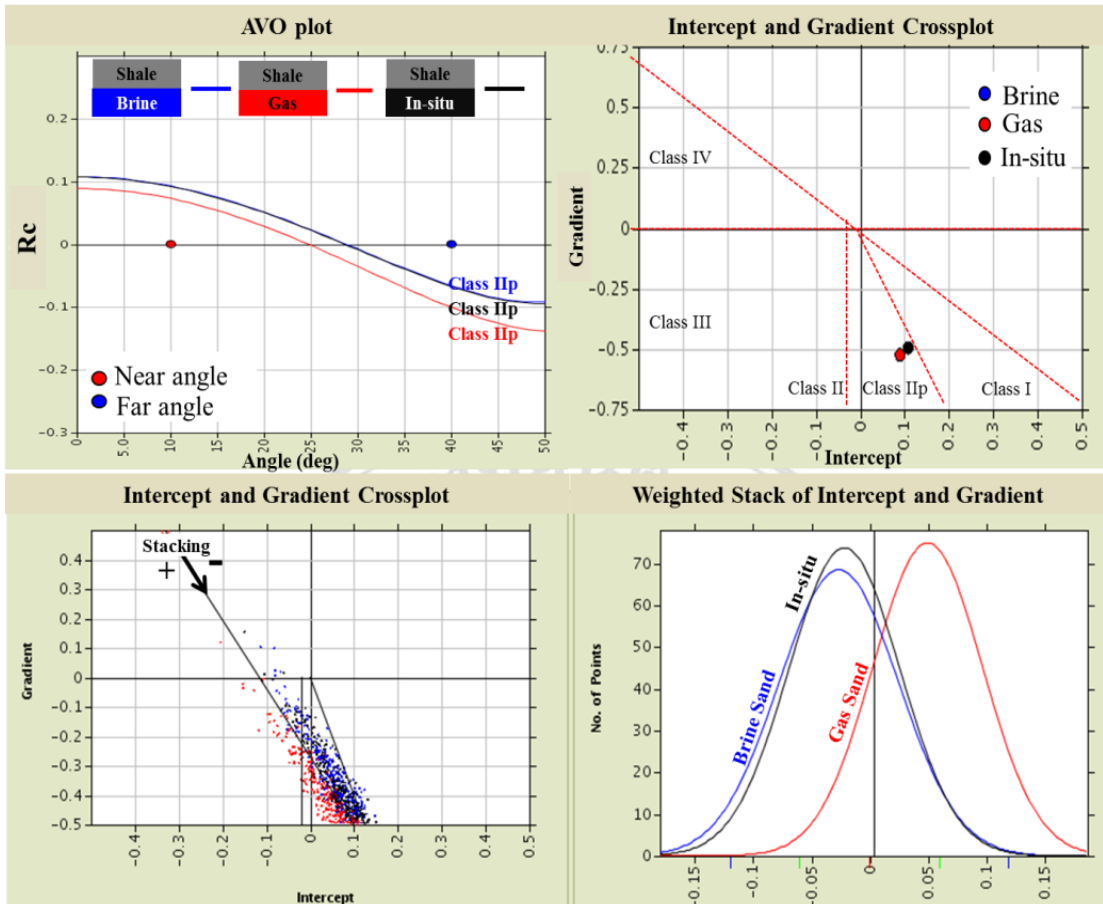 AVO plot
Shale
Shale
Shale
Brine
Gas
In-situ
0.2
0.1
0
-0.1
-0.2
-0.3
Rc
Class IIp
Class IIp
Class IIp
Near angle
Far angle
0
5.0
10
15
20
25
30
35
40
45
50
Angle (deg)
Intercept and Gradient Crossplot
0.75
0.5
0.25
0
-0.25
-0.5
-0.75
Gradient
Brine
Gas
In-situ
Class IV
Class III
Class II
Class IIp
Class I
-0.4
-0.3
-0.2
-0.1
0
0.1
0.2
0.3
0.4
0.5
Intercept
Intercept and Gradient Crossplot
Stacking
+
-
0.4
0.3
0.2
0.1
0
-0.1
-0.2
-0.3
-0.4
-0.5
Gradient
-0.4
-0.3
-0.2
-0.1
0
0.1
0.2
0.3
0.4
0.5
Intercept
Weighted Stack of Intercept and Gradient
70
60
50
40
30
20
10
0
No. of Points
In-situ
Brine Sand
Gas Sand
-0.15
-0.1
-0.05
0
0.05
0.1
0.15